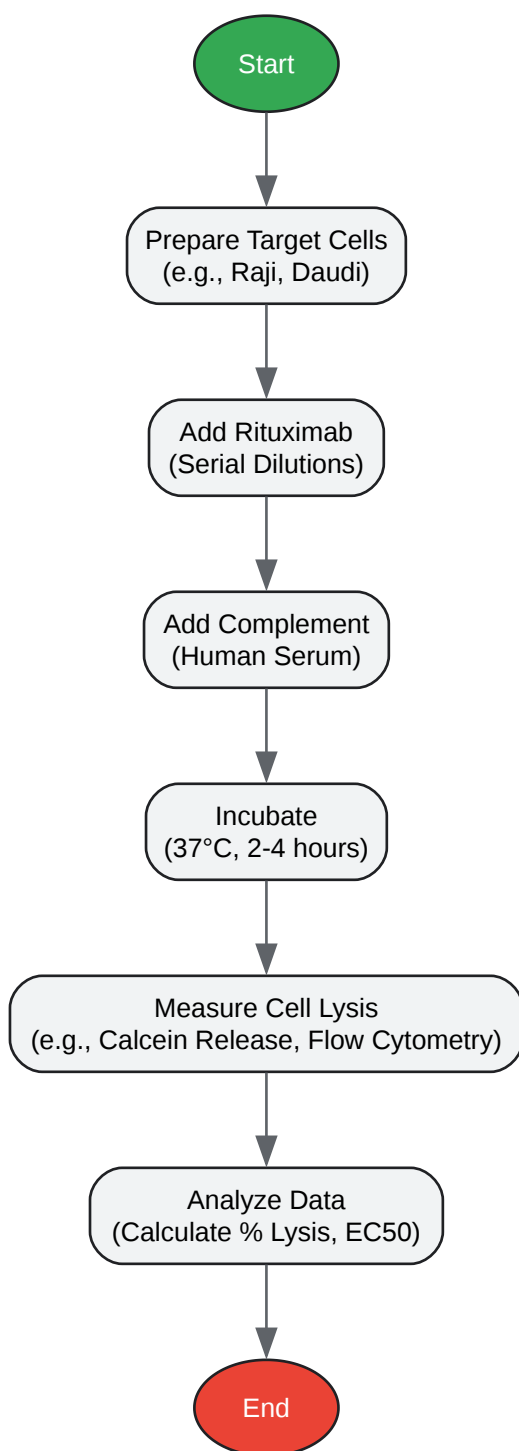 Start
Prepare Target Cells
(e.g., Raji, Daudi)
Add Rituximab
(Serial Dilutions)
Add Complement
(Human Serum)
Incubate
(37°C, 2-4 hours)
Measure Cell Lysis
(e.g., Calcein Release, Flow Cytometry)
Analyze Data
(Calculate % Lysis, EC50)
End